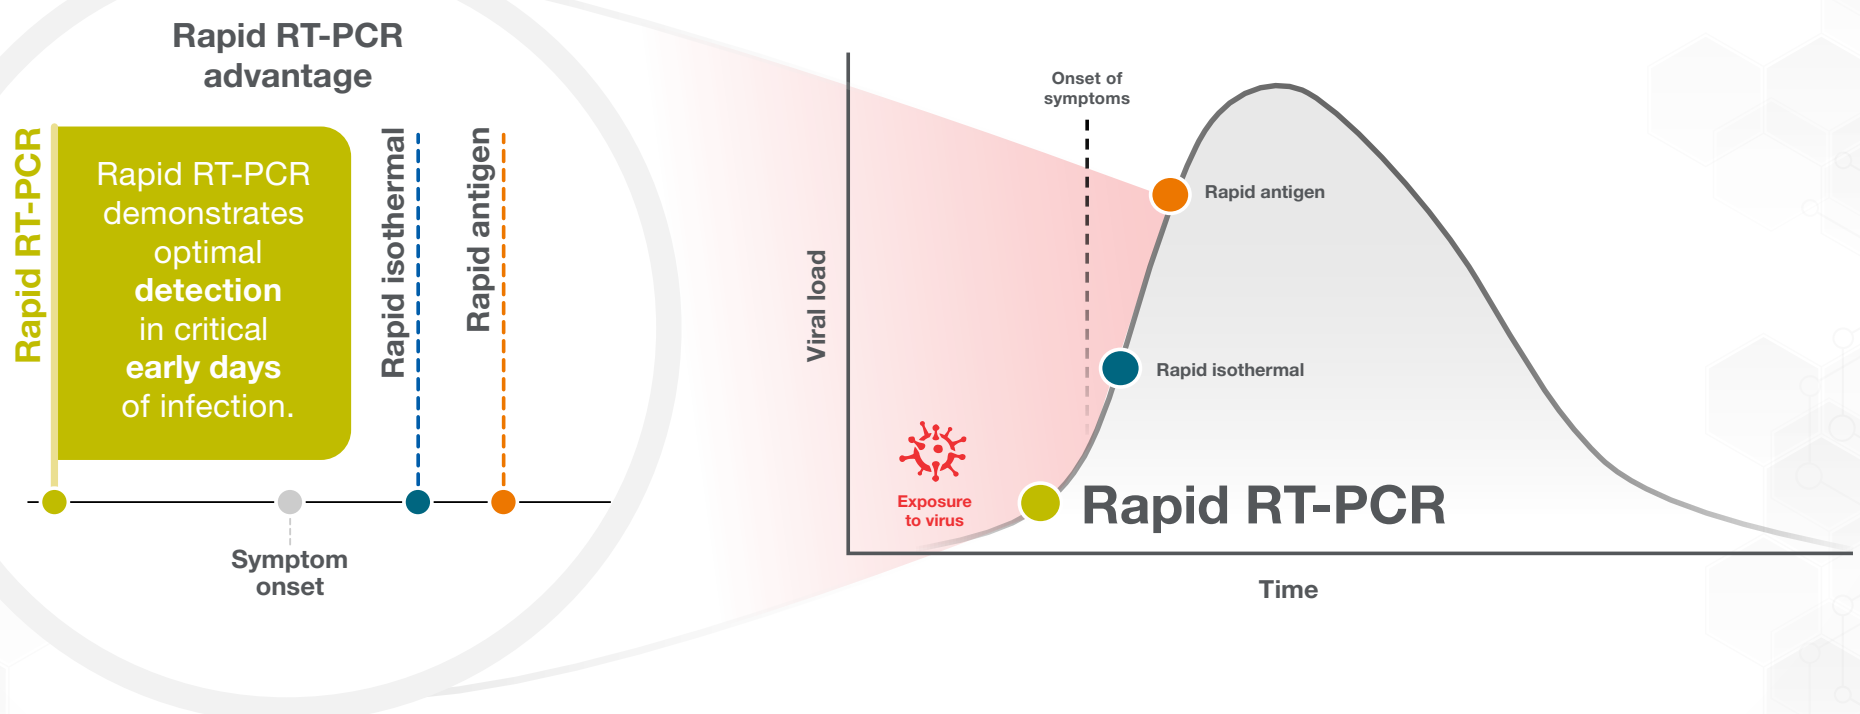 Rapid RT-PCR
advantage
Rapid RT-PCR
Rapid RT-PCR
demonstrates
optimal
detection
in critical
early days
of infection.
Rapid isothermal
Rapid antigen
Symptom
onset
Viral load
Onset of
symptoms
Rapid antigen
Rapid isothermal
Exposure
to virus
Rapid RT-PCR
Time